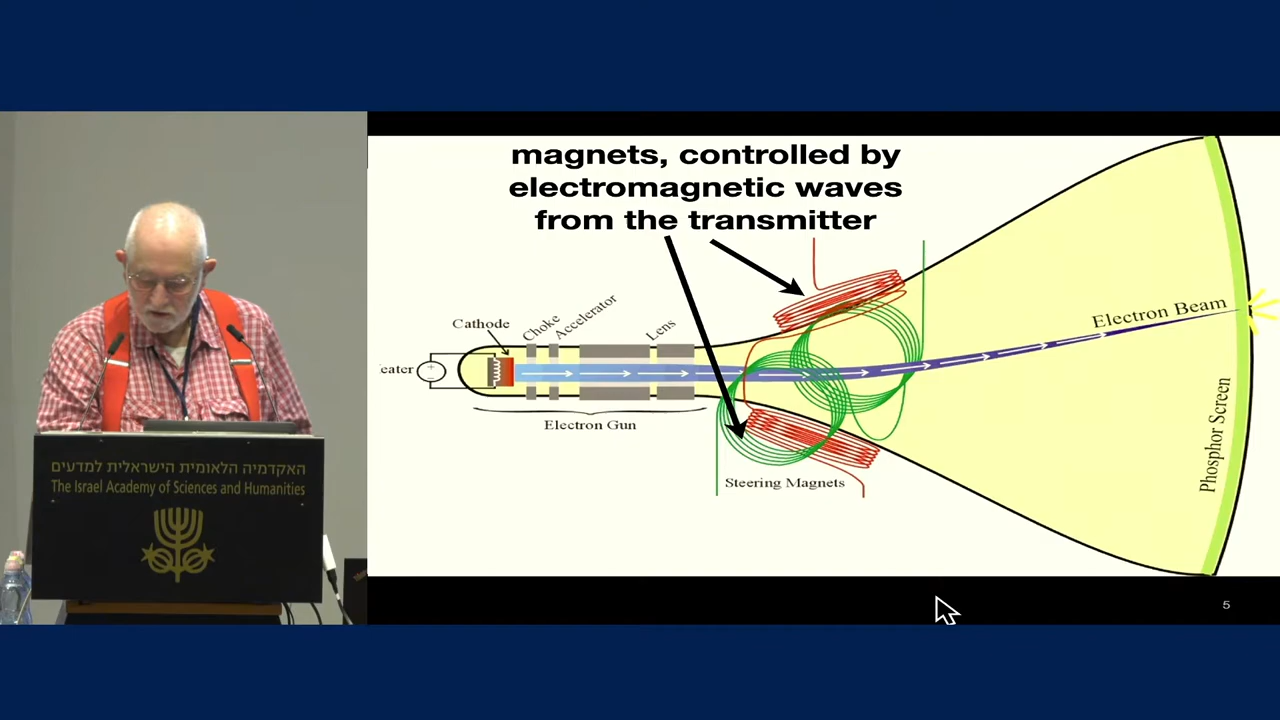 magnets, controlled by
electromagnetic waves
from the transmitter
Cathode
Choke
Accelerator
Lens
eater
Electron Gun
Steering Magnets
Electron Beam
Phosphor Screen
5
האקדמיה הלאומית הישראלית למדעים
The Israel Academy of Sciences and Humanities